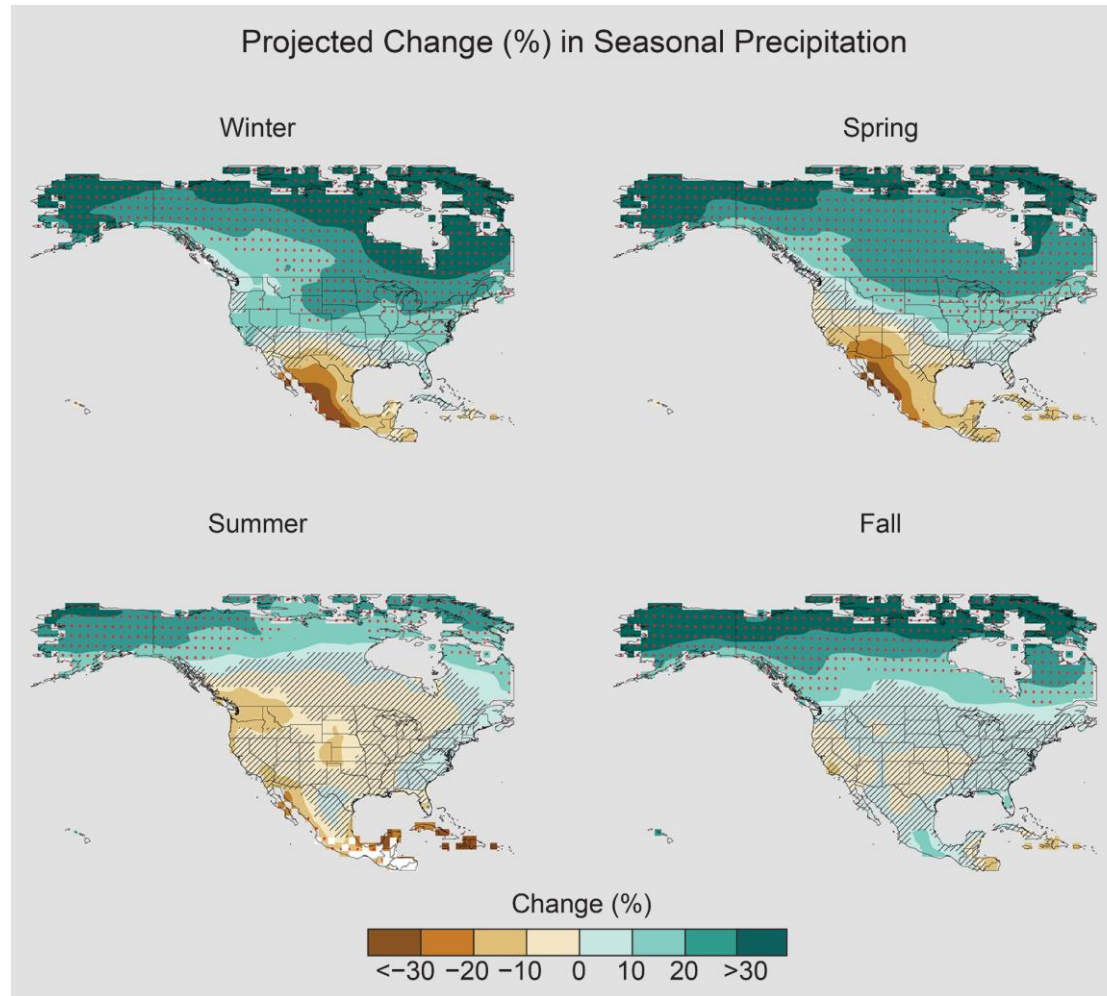 Projected Change (%) in Seasonal Precipitation
Winter
Spring
Summer
Fall
Change (%)
<−30 −20 −10 0 10 20 >30